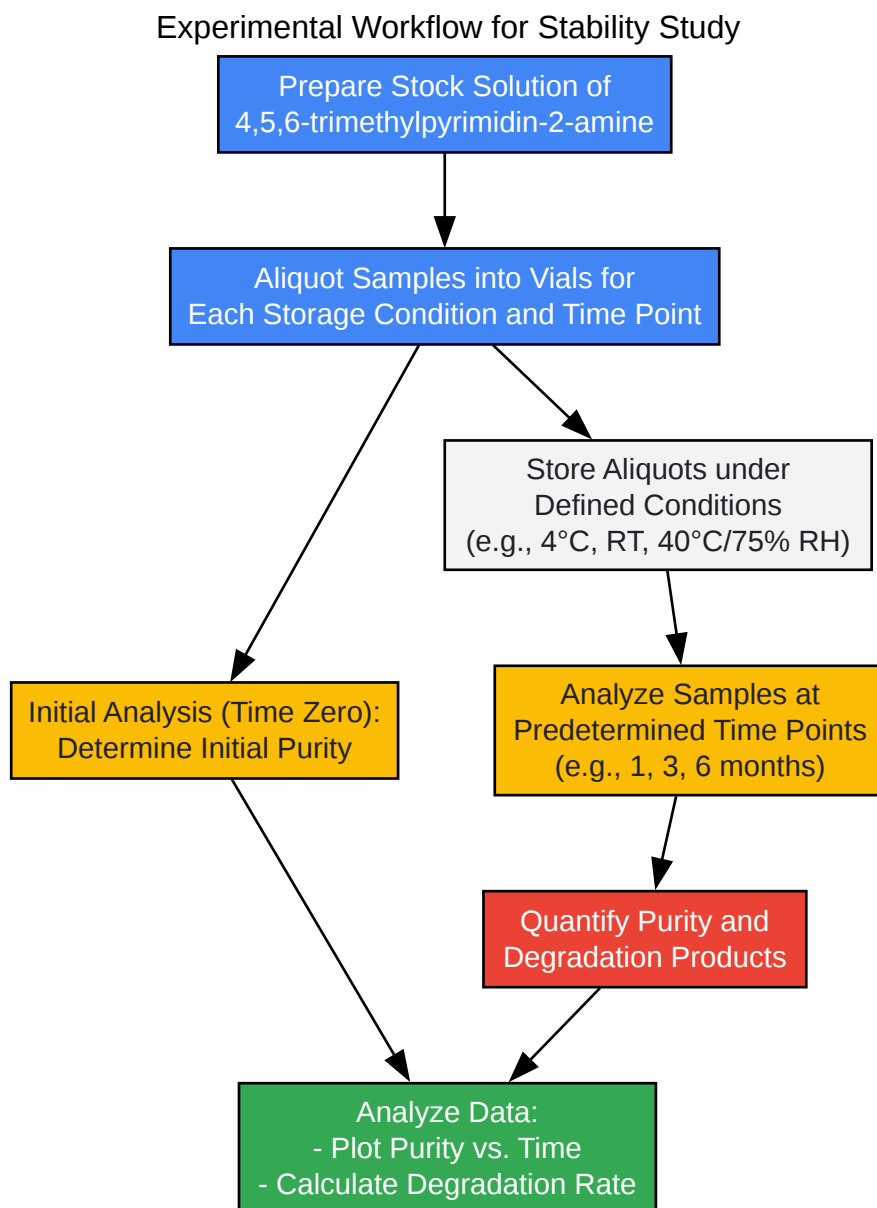 Experimental Workflow for Stability Study
Prepare Stock Solution of
4,5,6-trimethylpyrimidin-2-amine
Aliquot Samples into Vials for
Each Storage Condition and Time Point
Store Aliquots under
Defined Conditions
(e.g., 4°C, RT, 40°C/75% RH)
Initial Analysis (Time Zero):
Determine Initial Purity
Analyze Samples at
Predetermined Time Points
(e.g., 1, 3, 6 months)
Quantify Purity and
Degradation Products
Analyze Data:
- Plot Purity vs. Time
- Calculate Degradation Rate